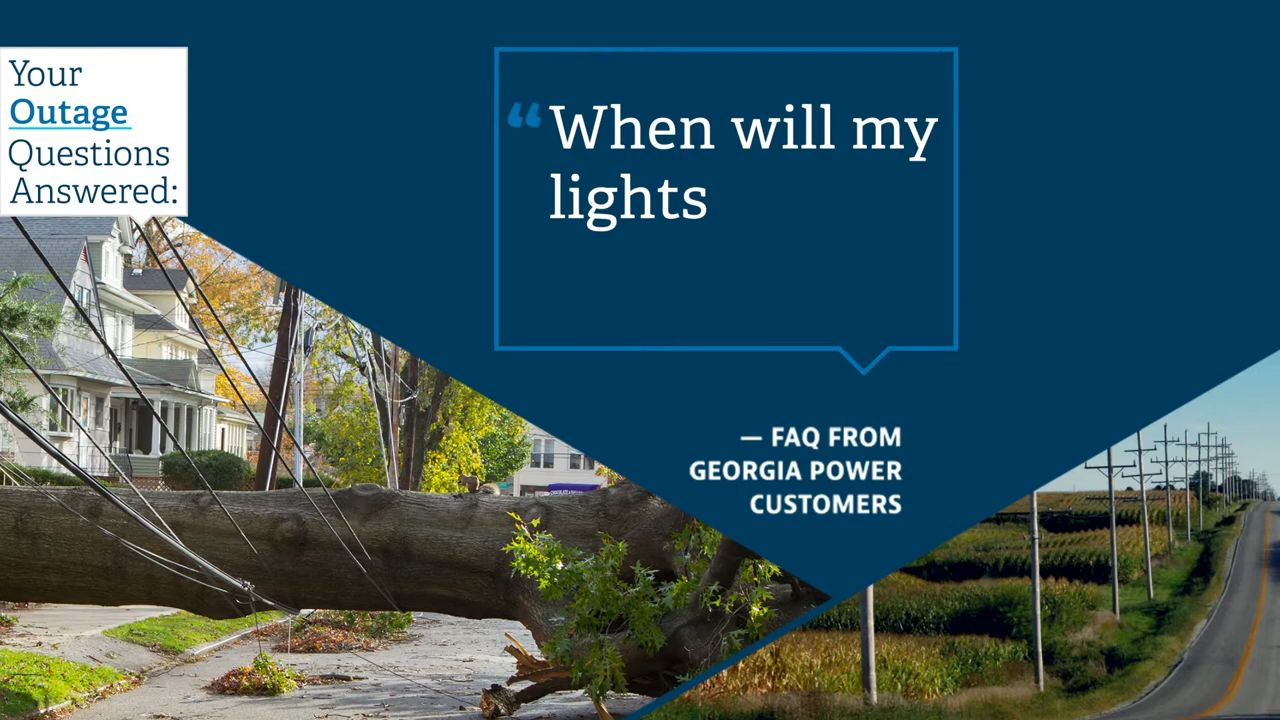 Your
Outage
Questions
Answered:
“When will my
lights
— FAQ FROM
GEORGIA POWER
CUSTOMERS